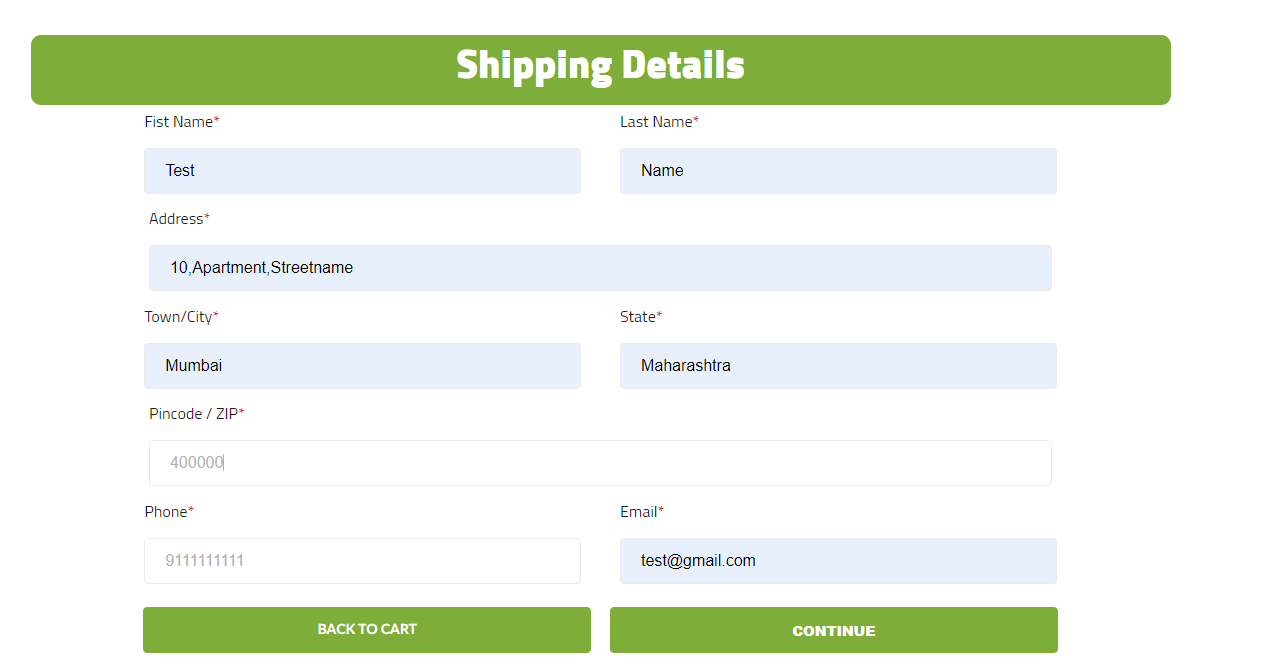 Shipping Details
Fist Name* Last Name*
Test Name
Address*
10,Apartment,Streetname
Town/City* State*
Mumbai Maharashtra
Pincode / ZIP*
400000
Phone* Email*
9111111111 test@gmail.com
BACK TO CART CONTINUE